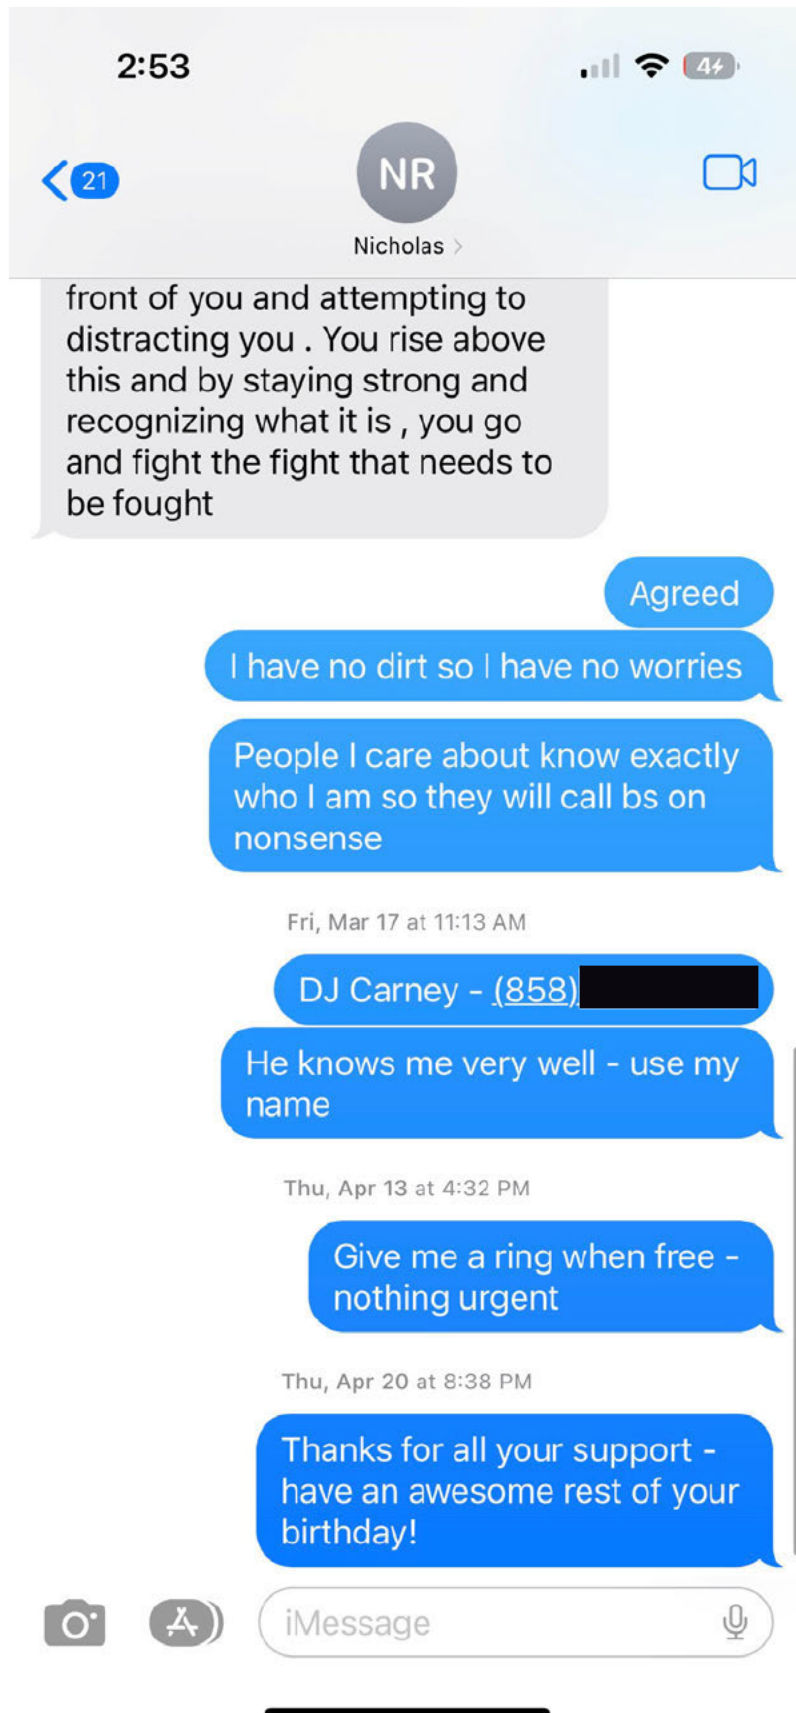 2:53
4
21
NR
Nicholas
front of you and attempting to
distracting you . You rise above
this and by staying strong and
recognizing what it is , you go
and fight the fight that needs to
be fought
Agreed
I have no dirt so I have no worries
People I care about know exactly
who I am so they will call bs on
nonsense
Fri, Mar 17 at 11:13 AM
DJ Carney - (858)
He knows me very well - use my
name
Thu, Apr 13 at 4:32 PM
Give me a ring when free -
nothing urgent
Thu, Apr 20 at 8:38 PM
Thanks for all your support -
have an awesome rest of your
birthday!
iMessage